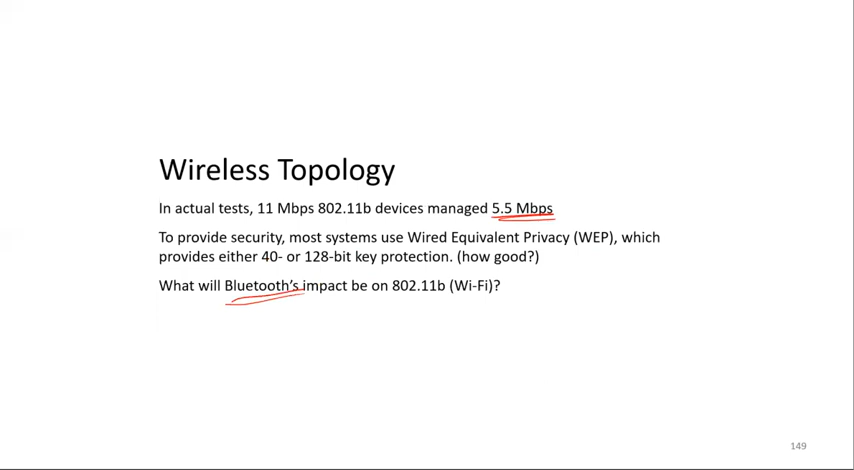 Wireless Topology
In actual tests, 11 Mbps 802.11b devices managed 5.5 Mbps
To provide security, most systems use Wired Equivalent Privacy (WEP), which
provides either 40- or 128-bit key protection. (how good?)
What will Bluetooth's impact be on 802.11b (Wi-Fi)?
149